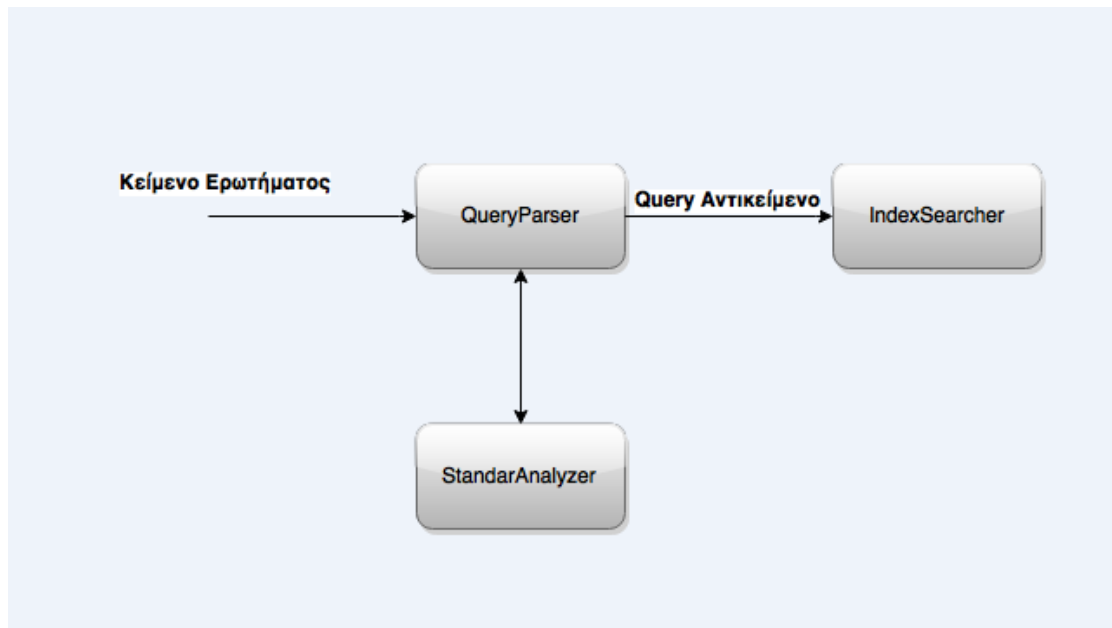 Κείμενο Ερωτήματος
QueryParser
Query Αντικείμενο
IndexSearcher
StandarAnalyzer